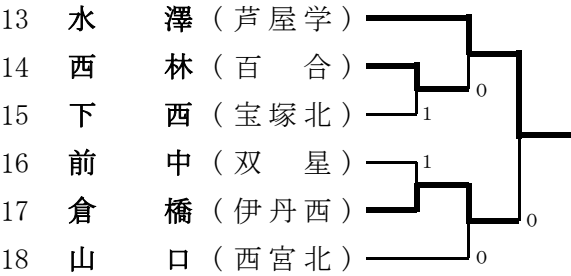 13 水 澤 (芦屋学)
14 西 林 (百 合) 0
15 下 西 (宝塚北) 1
16 前 中 (双 星) 1
17 倉 橋 (伊丹西) 0
18 山 口 (西宮北) 0